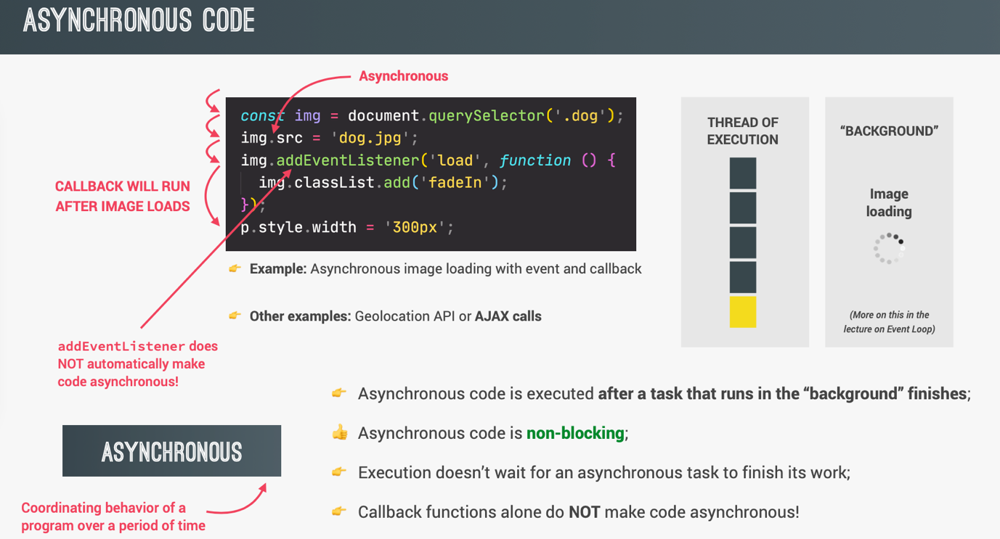 ASYNCHRONOUS CODE
Asynchronous
const img = document.querySelector('.dog');
img.src = 'dog.jpg';
img.addEventListener('load', function () {
img.classList.add('fadeIn');
});
p.style.width = '300px';
CALLBACK WILL RUN
AFTER IMAGE LOADS
👉 Example: Asynchronous image loading with event and callback
👉 Other examples: Geolocation API or AJAX calls
addEventListener does
NOT automatically make
code asynchronous!
THREAD OF
EXECUTION
“BACKGROUND”
Image
loading
(More on this in the
lecture on Event Loop)
ASYNCHRONOUS
Coordinating behavior of a
program over a period of time
👉 Asynchronous code is executed after a task that runs in the “background” finishes;
👍 Asynchronous code is non-blocking;
👉 Execution doesn’t wait for an asynchronous task to finish its work;
👉 Callback functions alone do NOT make code asynchronous!